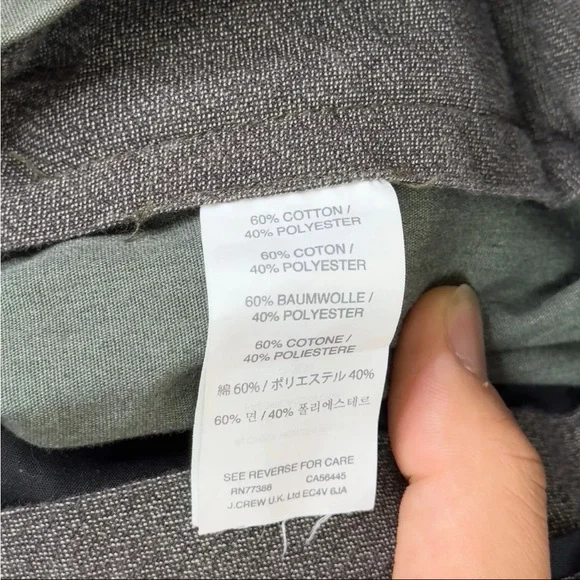 60% COTTON /
40% POLYESTER
60% COTON /
40% POLYESTER
60% BAUMWOLLE /
40% POLYESTER
60% COTONE /
40% POLIESTERE
綿 60% / ポリエステル 40%
60% 면 / 40% 폴리에스테르
SEE REVERSE FOR CARE
RN77388 CA56445
J.CREW U.K. Ltd EC4V 6JA